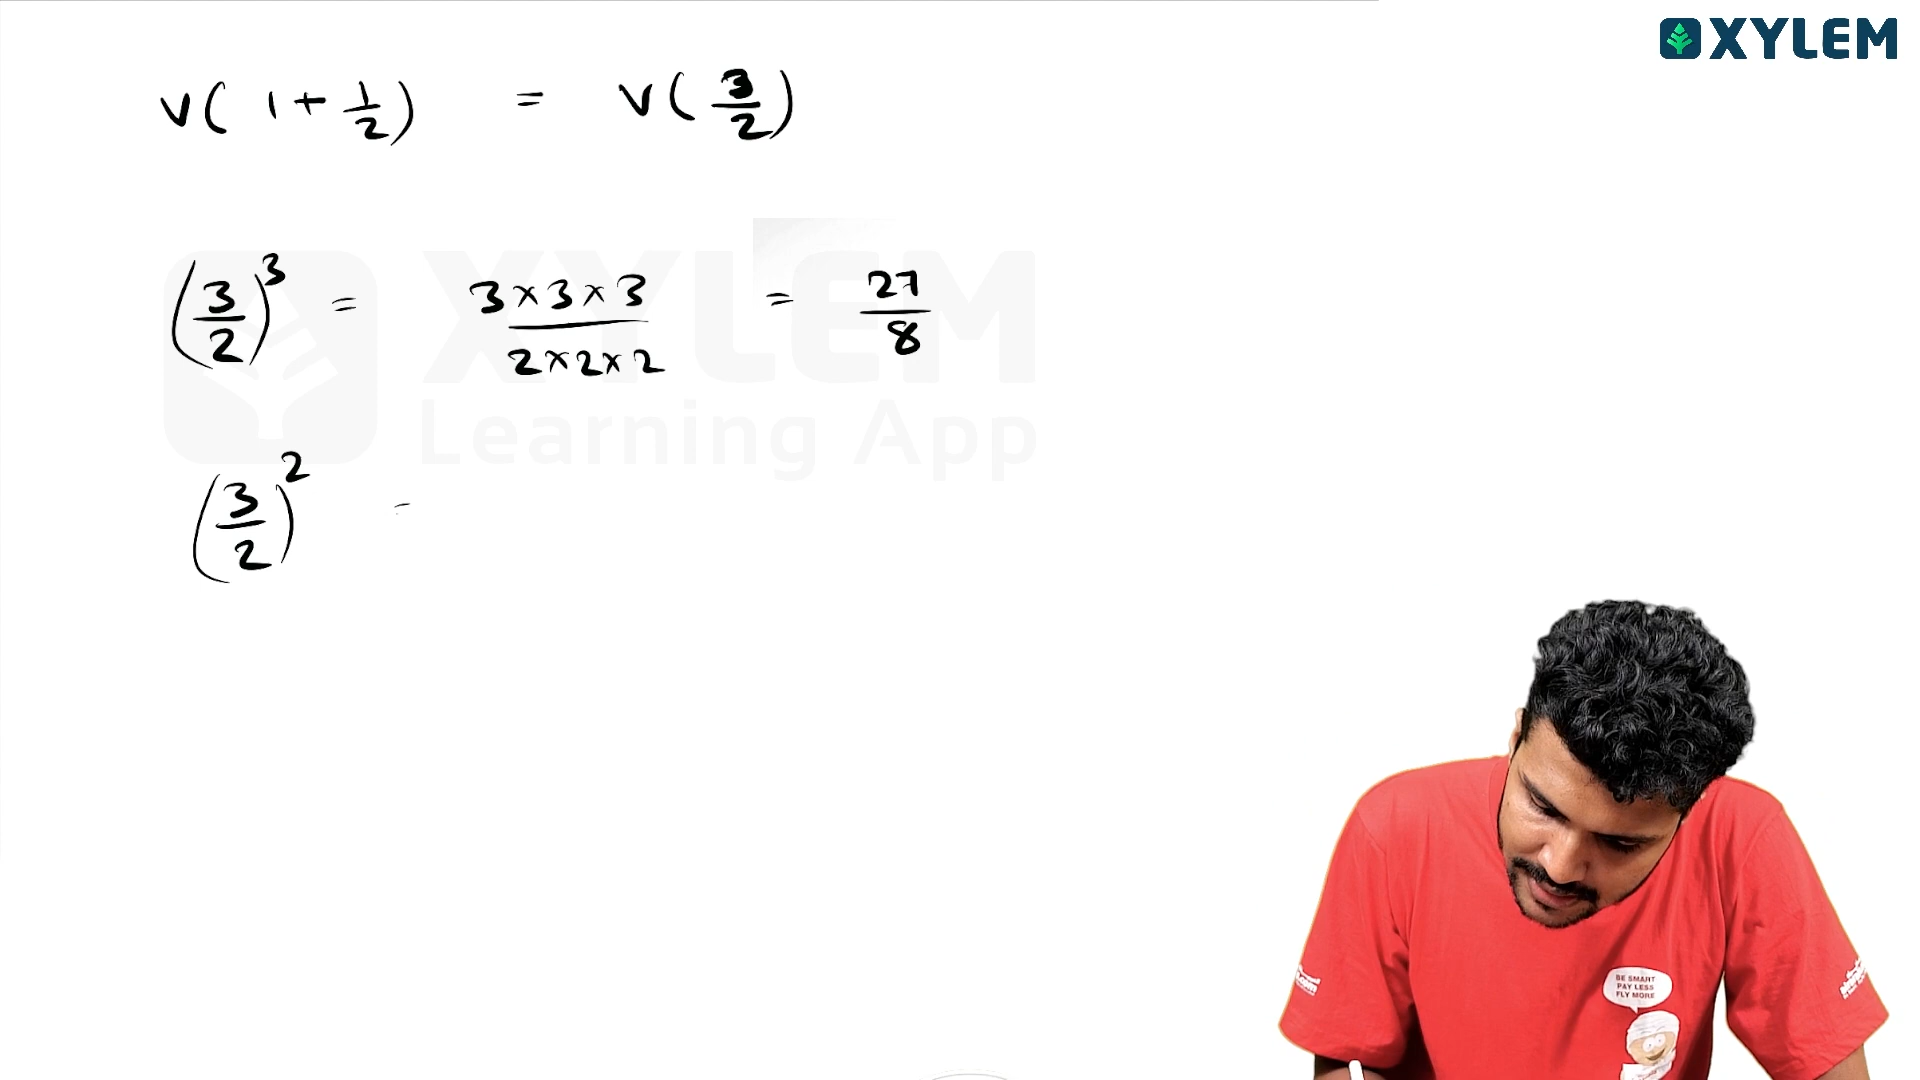 XYLEM
v(1 + 1/2) = v(3/2)
(3/2)^3 = 3×3×3 / 2×2×2 = 27/8
XYLEM
Learning App
(3/2)^2 =
BE SMART
PAY LESS
FLY MORE